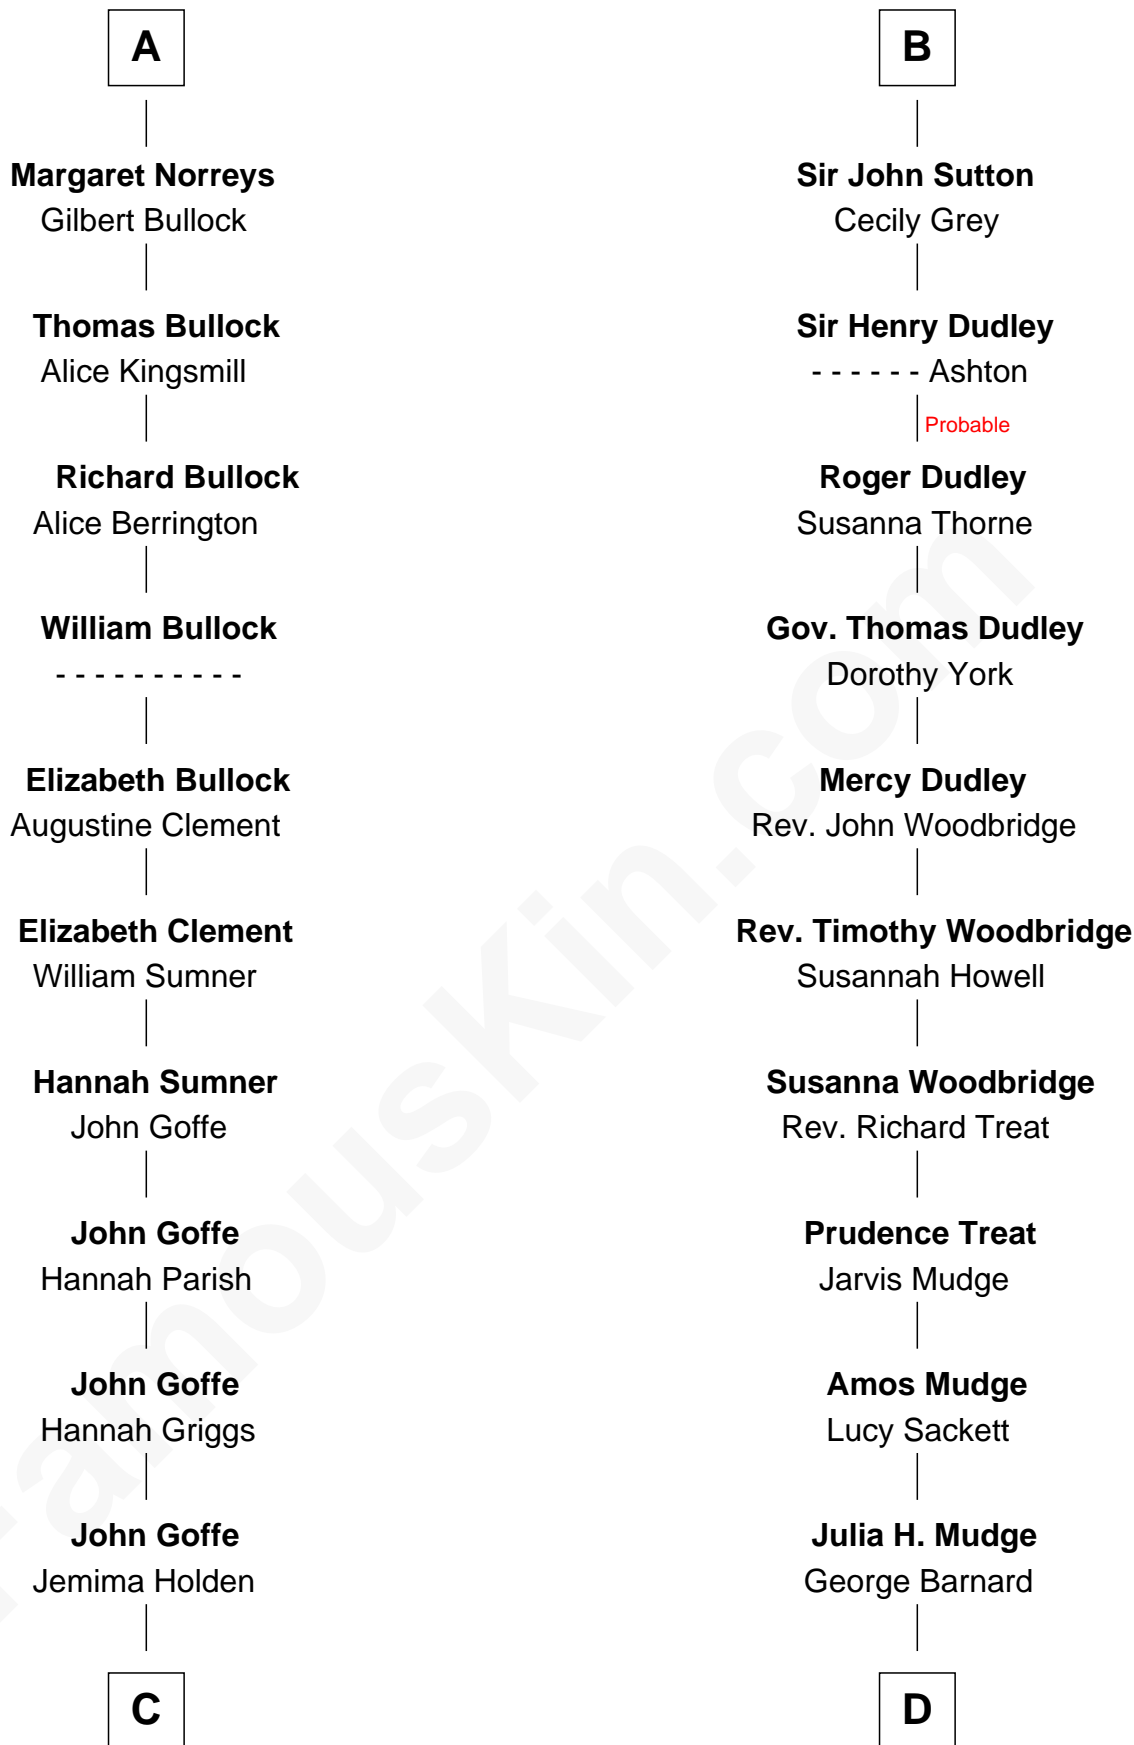 A
Margaret Norreys
Gilbert Bullock
Thomas Bullock
Alice Kingsmill
Richard Bullock
Alice Berrington
William Bullock
- - - - - - - - - -
Elizabeth Bullock
Augustine Clement
Elizabeth Clement
William Sumner
Hannah Sumner
John Goffe
John Goffe
Hannah Parish
John Goffe
Hannah Griggs
John Goffe
Jemima Holden
C
B
Sir John Sutton
Cecily Grey
Sir Henry Dudley
- - - - - - Ashton
Probable
Roger Dudley
Susanna Thorne
Gov. Thomas Dudley
Dorothy York
Mercy Dudley
Rev. John Woodbridge
Rev. Timothy Woodbridge
Susannah Howell
Susanna Woodbridge
Rev. Richard Treat
Prudence Treat
Jarvis Mudge
Amos Mudge
Lucy Sackett
Julia H. Mudge
George Barnard
D
FamousKin.com